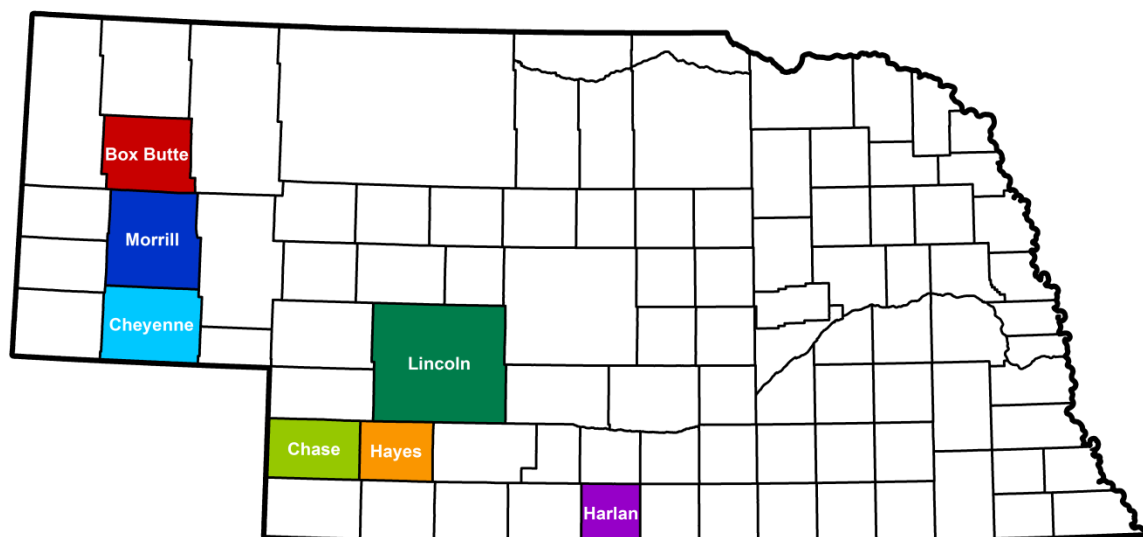 Box Butte
Morrill
Cheyenne
Lincoln
Chase
Hayes
Harlan